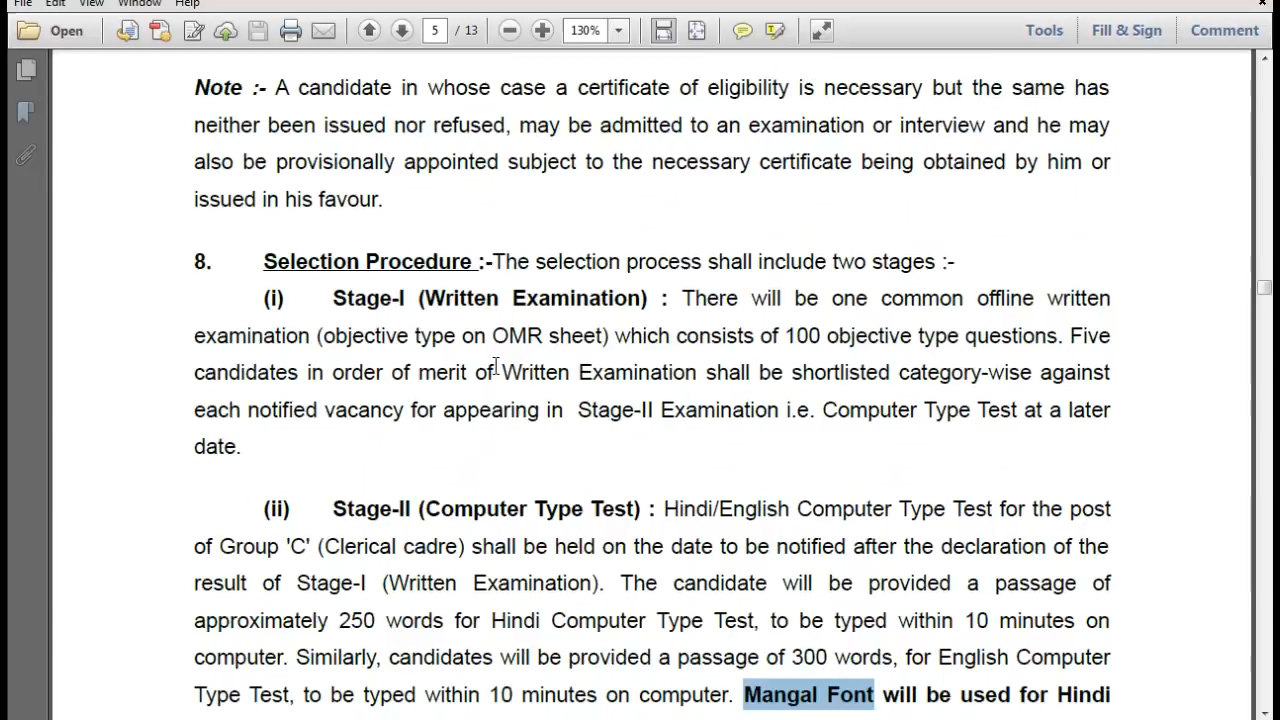 File Edit View Window Help
Open 5 / 13 130% Tools Fill & Sign Comment
Note :- A candidate in whose case a certificate of eligibility is necessary but the same has
neither been issued nor refused, may be admitted to an examination or interview and he may
also be provisionally appointed subject to the necessary certificate being obtained by him or
issued in his favour.
8. Selection Procedure :-The selection process shall include two stages :-
(i) Stage-I (Written Examination) : There will be one common offline written
examination (objective type on OMR sheet) which consists of 100 objective type questions. Five
candidates in order of merit of Written Examination shall be shortlisted category-wise against
each notified vacancy for appearing in Stage-II Examination i.e. Computer Type Test at a later
date.
(ii) Stage-II (Computer Type Test) : Hindi/English Computer Type Test for the post
of Group 'C' (Clerical cadre) shall be held on the date to be notified after the declaration of the
result of Stage-I (Written Examination). The candidate will be provided a passage of
approximately 250 words for Hindi Computer Type Test, to be typed within 10 minutes on
computer. Similarly, candidates will be provided a passage of 300 words, for English Computer
Type Test, to be typed within 10 minutes on computer. Mangal Font will be used for Hindi